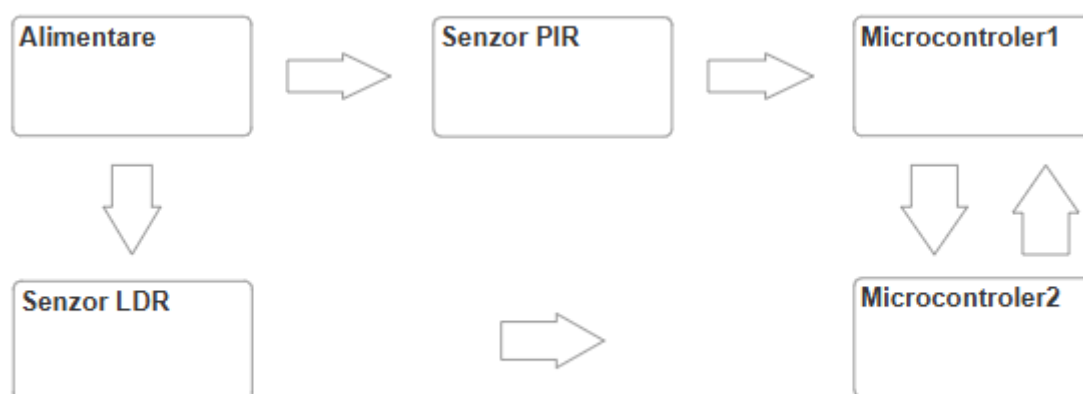 Alimentare
Senzor PIR
Microcontroler1
Senzor LDR
Microcontroler2